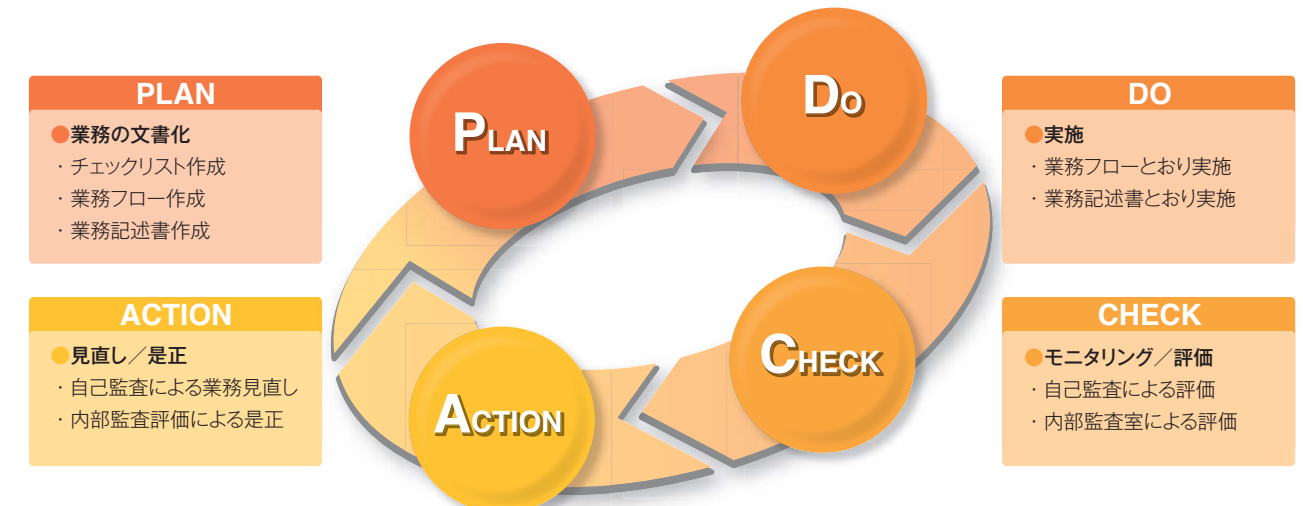 PLAN
●業務の文書化
・チェックリスト作成
・業務フロー作成
・業務記述書作成
PLAN
DO
DO
●実施
・業務フローとおり実施
・業務記述書とおり実施
ACTION
●見直し／是正
・自己監査による業務見直し
・内部監査評価による是正
ACTION
CHECK
CHECK
●モニタリング／評価
・自己監査による評価
・内部監査室による評価